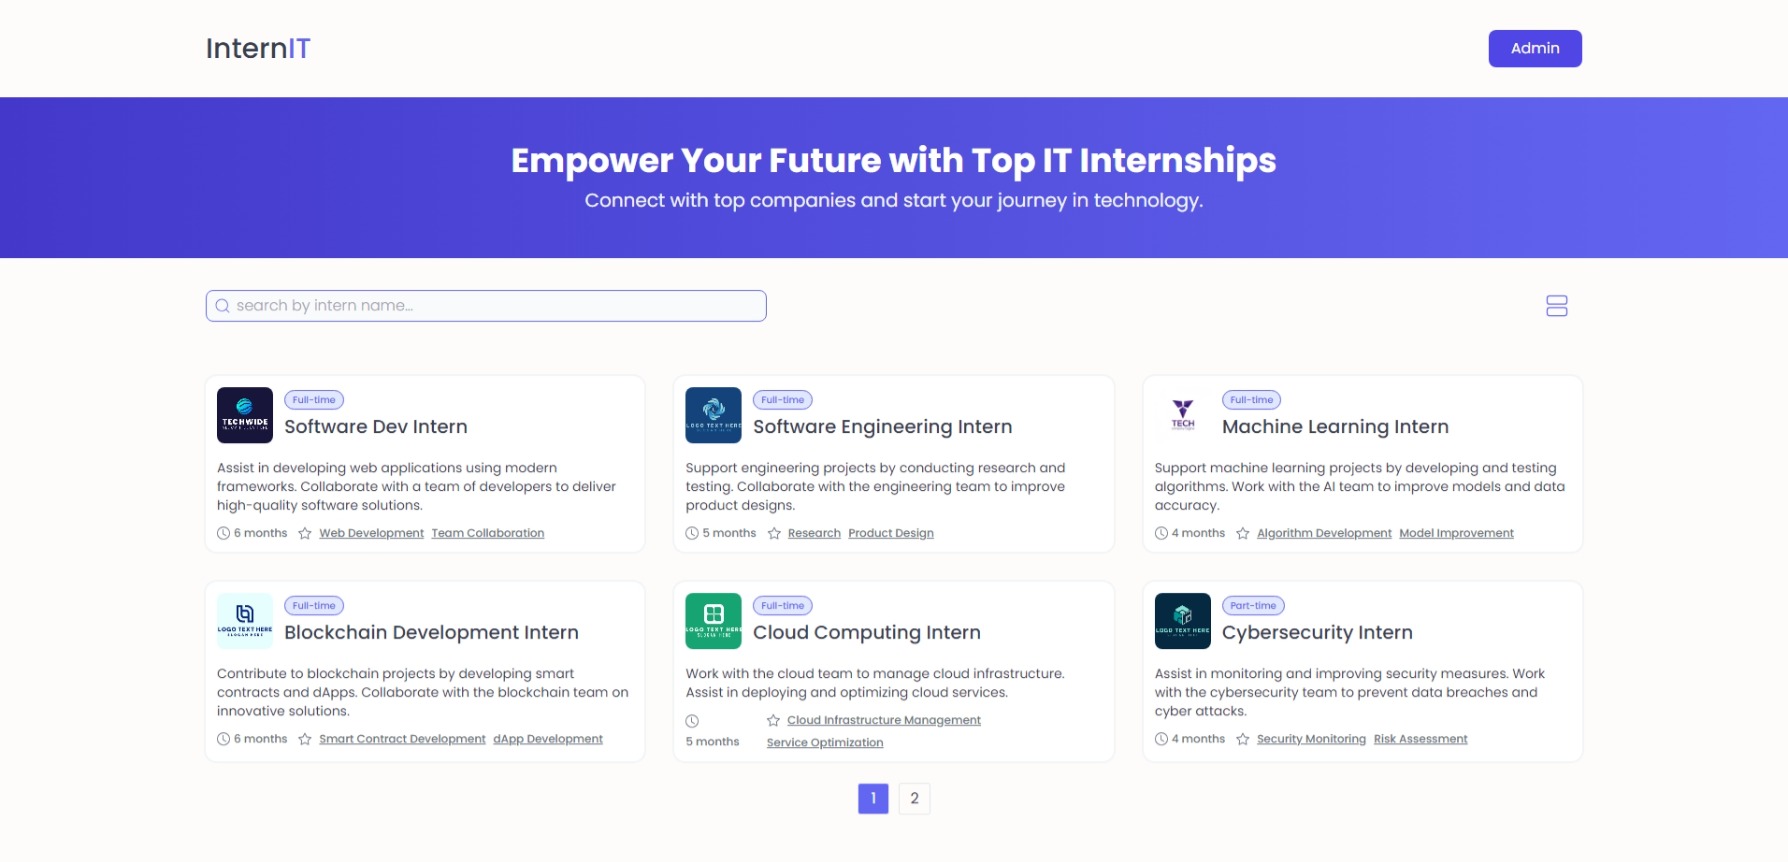 InternIT
Admin
Empower Your Future with Top IT Internships
Connect with top companies and start your journey in technology.
search by intern name...
TECHWIDE
Full-time
Software Dev Intern
Assist in developing web applications using modern
frameworks. Collaborate with a team of developers to deliver
high-quality software solutions.
6 months Web Development Team Collaboration
LOGO TEXT HERE
Full-time
Software Engineering Intern
Support engineering projects by conducting research and
testing. Collaborate with the engineering team to improve
product designs.
5 months Research Product Design
TECH
Full-time
Machine Learning Intern
Support machine learning projects by developing and testing
algorithms. Work with the AI team to improve models and data
accuracy.
4 months Algorithm Development Model Improvement
LOGO TEXT HERE
SLOGAN HERE
Full-time
Blockchain Development Intern
Contribute to blockchain projects by developing smart
contracts and dApps. Collaborate with the blockchain team on
innovative solutions.
6 months Smart Contract Development dApp Development
LOGO TEXT HERE
SLOGAN HERE
Full-time
Cloud Computing Intern
Work with the cloud team to manage cloud infrastructure.
Assist in deploying and optimizing cloud services.
Cloud Infrastructure Management
5 months Service Optimization
LOGO TEXT HERE
Part-time
Cybersecurity Intern
Assist in monitoring and improving security measures. Work
with the cybersecurity team to prevent data breaches and
cyber attacks.
4 months Security Monitoring Risk Assessment
1 2